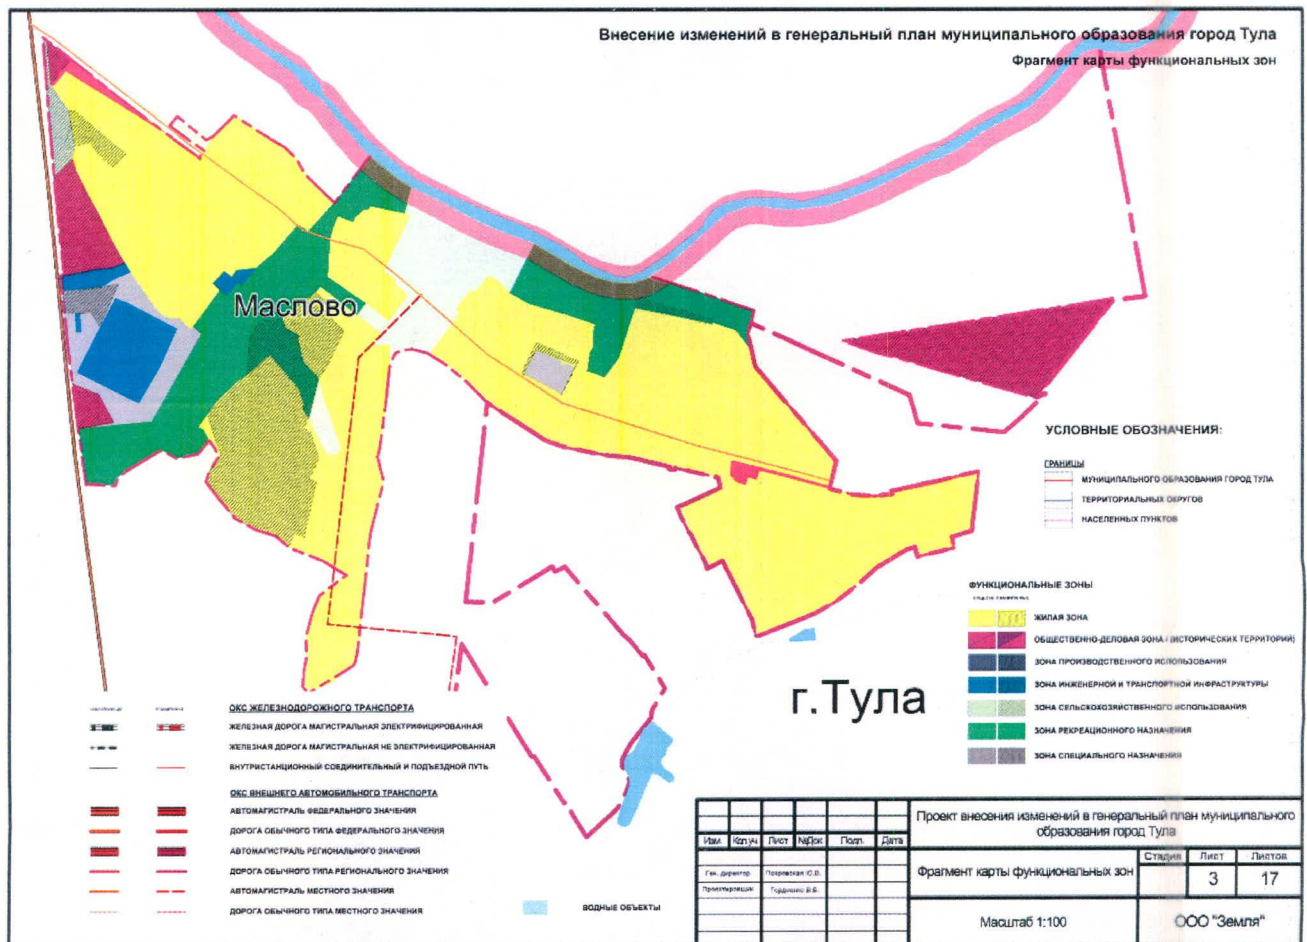 Внесение изменений в генеральный план муниципального образования город Тула
Фрагмент карты функциональных зон
Маслово
г.Тула
УСЛОВНЫЕ ОБОЗНАЧЕНИЯ:
ГРАНИЦЫ
МУНИЦИПАЛЬНОГО ОБРАЗОВАНИЯ ГОРОД ТУЛА
ТЕРРИТОРИАЛЬНЫХ ОКРУГОВ
НАСЕЛЕННЫХ ПУНКТОВ
ФУНКЦИОНАЛЬНЫЕ ЗОНЫ
ЖИЛАЯ ЗОНА
ОБЩЕСТВЕННО-ДЕЛОВАЯ ЗОНА / (ИСТОРИЧЕСКИХ ТЕРРИТОРИЙ)
ЗОНА ПРОИЗВОДСТВЕННОГО ИСПОЛЬЗОВАНИЯ
ЗОНА ИНЖЕНЕРНОЙ И ТРАНСПОРТНОЙ ИНФРАСТРУКТУРЫ
ЗОНА СЕЛЬСКОХОЗЯЙСТВЕННОГО ИСПОЛЬЗОВАНИЯ
ЗОНА РЕКРЕАЦИОННОГО НАЗНАЧЕНИЯ
ЗОНА СПЕЦИАЛЬНОГО НАЗНАЧЕНИЯ
ОКС ЖЕЛЕЗНОДОРОЖНОГО ТРАНСПОРТА
ЖЕЛЕЗНАЯ ДОРОГА МАГИСТРАЛЬНАЯ ЭЛЕКТРИФИЦИРОВАННАЯ
ЖЕЛЕЗНАЯ ДОРОГА МАГИСТРАЛЬНАЯ НЕ ЭЛЕКТРИФИЦИРОВАННАЯ
ВНУТРИСТАНЦИОННЫЙ СОЕДИНИТЕЛЬНЫЙ И ПОДЪЕЗДНОЙ ПУТЬ
ОКС ВНЕШНЕГО АВТОМОБИЛЬНОГО ТРАНСПОРТА
АВТОМАГИСТРАЛЬ ФЕДЕРАЛЬНОГО ЗНАЧЕНИЯ
ДОРОГА ОБЫЧНОГО ТИПА ФЕДЕРАЛЬНОГО ЗНАЧЕНИЯ
АВТОМАГИСТРАЛЬ РЕГИОНАЛЬНОГО ЗНАЧЕНИЯ
ДОРОГА ОБЫЧНОГО ТИПА РЕГИОНАЛЬНОГО ЗНАЧЕНИЯ
АВТОМАГИСТРАЛЬ МЕСТНОГО ЗНАЧЕНИЯ
ДОРОГА ОБЫЧНОГО ТИПА МЕСТНОГО ЗНАЧЕНИЯ
ВОДНЫЕ ОБЪЕКТЫ
Проект внесения изменений в генеральный план муниципального
образования город Тула
Изм. Кол.уч Лист №Док Подп. Дата
Стадия Лист Листов
Ген. директор
Фрагмент карты функциональных зон
3 17
Проектировщик
Масштаб 1:100
ООО "Земля"